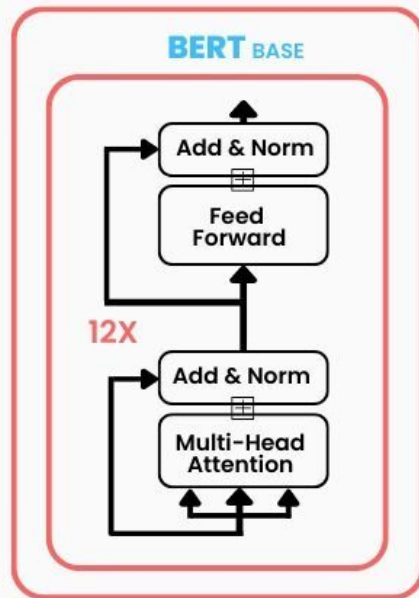 BERT BASE
Add & Norm
Feed
Forward
12X
Add & Norm
Multi-Head
Attention